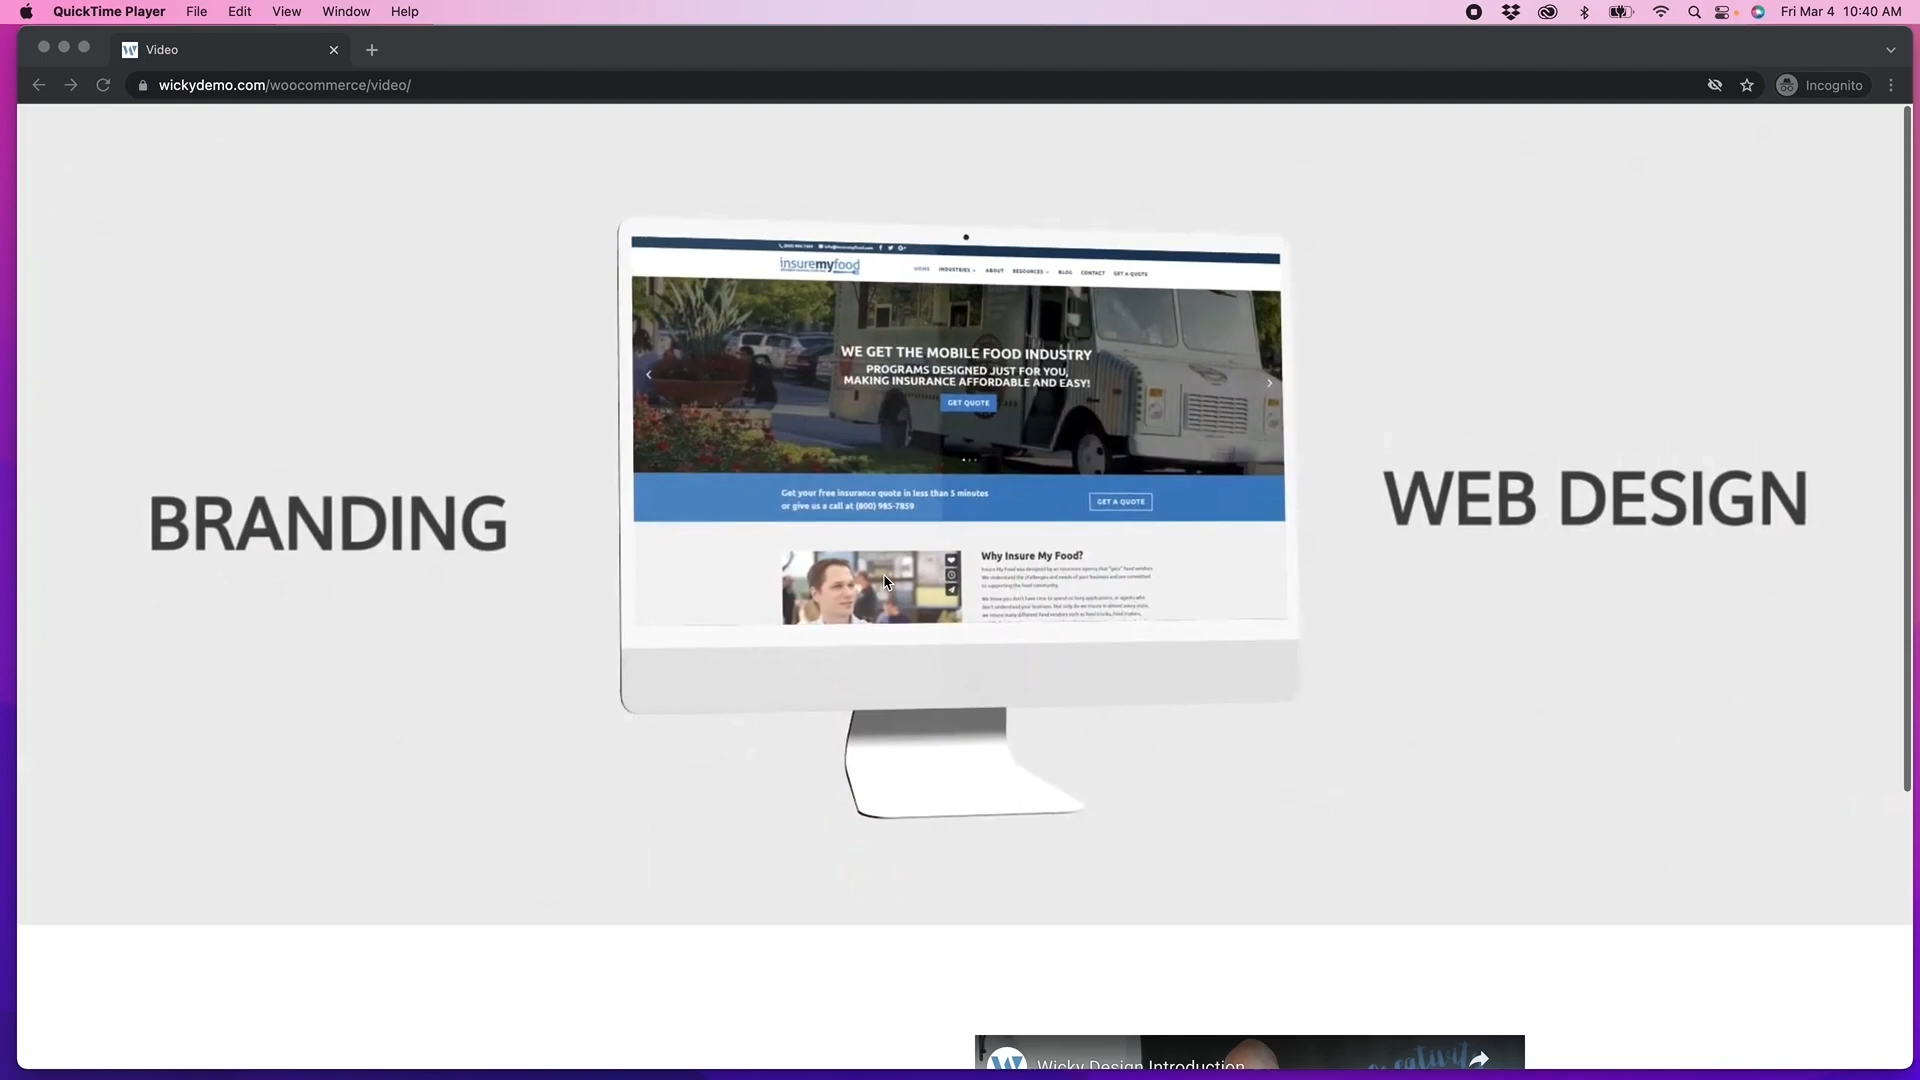 QuickTime Player File Edit View Window Help Fri Mar 4 10:40 AM
Video
wickydemo.com/woocommerce/video/ Incognito
insuremyfood
HOME INDUSTRIES ABOUT RESOURCES BLOG CONTACT GET A QUOTE
WE GET THE MOBILE FOOD INDUSTRY
PROGRAMS DESIGNED JUST FOR YOU,
MAKING INSURANCE AFFORDABLE AND EASY!
GET QUOTE
Get your free insurance quote in less than 5 minutes
or give us a call at (800) 985-7859
GET A QUOTE
BRANDING
WEB DESIGN
Why Insure My Food?
Wicky Design Introduction